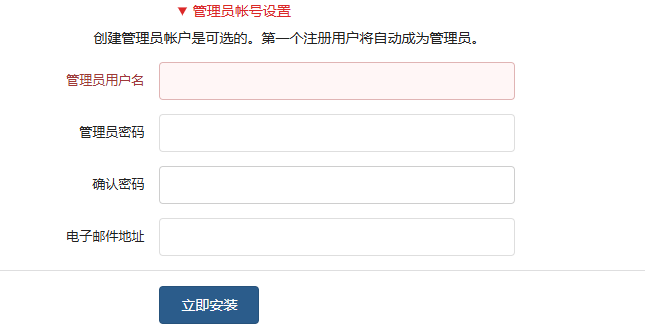 ▼ 管理员帐号设置
创建管理员帐户是可选的。第一个注册用户将自动成为管理员。
管理员用户名
管理员密码
确认密码
电子邮件地址
立即安装